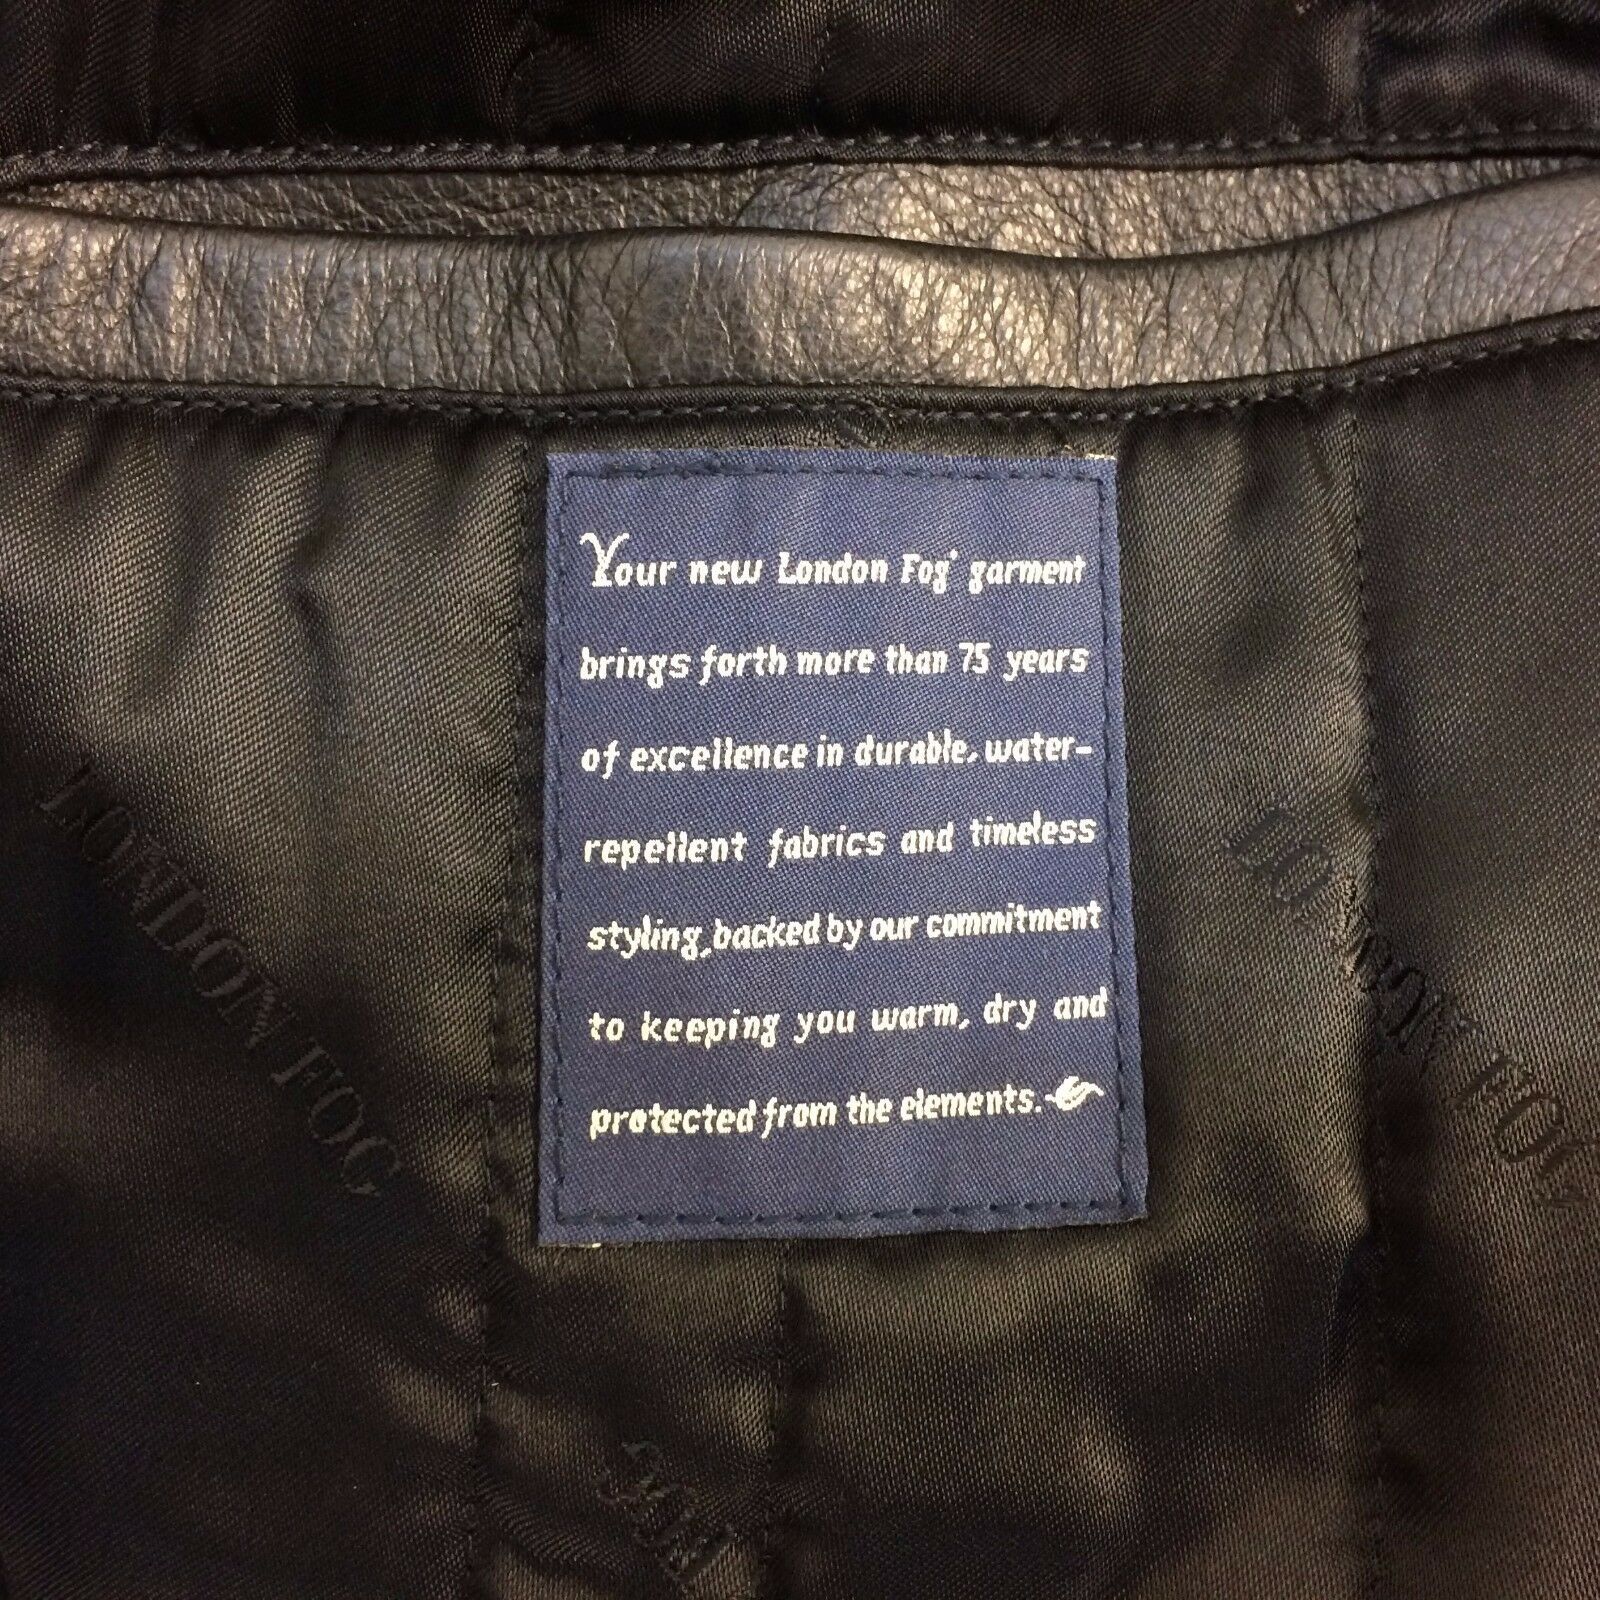 Your new London Fog® garment
brings forth more than 75 years
of excellence in durable, water-
repellent fabrics and timeless
styling, backed by our commitment
to keeping you warm, dry and
protected from the elements.
LONDON FOG
FOG